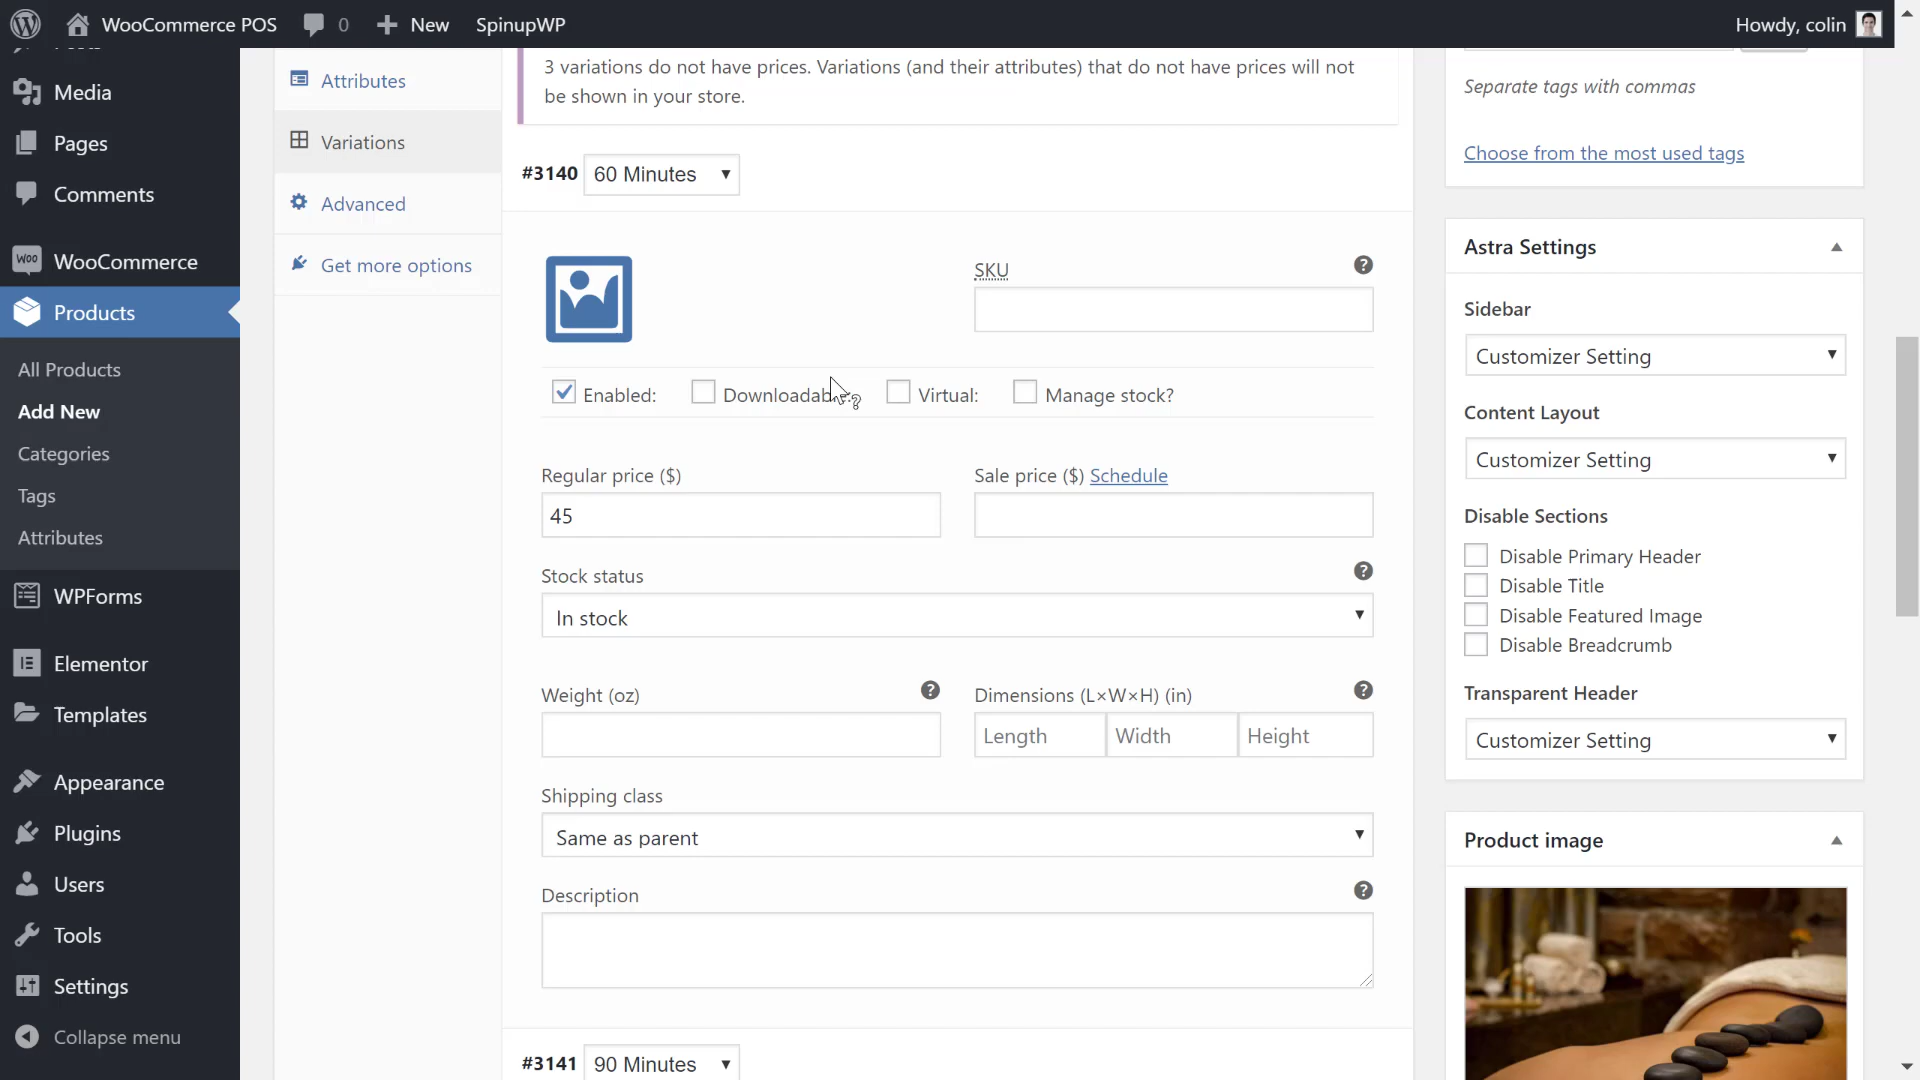 WooCommerce POS 0 New SpinupWP Howdy, colin
Media
Pages
Comments
WooCommerce
Products
All Products
Add New
Categories
Tags
Attributes
WPForms
Elementor
Templates
Appearance
Plugins
Users
Tools
Settings
Collapse menu
Attributes
Variations
Advanced
Get more options
3 variations do not have prices. Variations (and their attributes) that do not have prices will not
be shown in your store.
#3140 60 Minutes
SKU
Enabled: Virtual: Manage stock?
Regular price ($) Sale price ($) Schedule
45
Stock status
In stock
Weight (oz) Dimensions (L×W×H) (in)
Length Width Height
Shipping class
Same as parent
Description
#3141 90 Minutes
Separate tags with commas
Choose from the most used tags
Astra Settings
Sidebar
Customizer Setting
Content Layout
Customizer Setting
Disable Sections
Disable Primary Header
Disable Title
Disable Featured Image
Disable Breadcrumb
Transparent Header
Customizer Setting
Product image